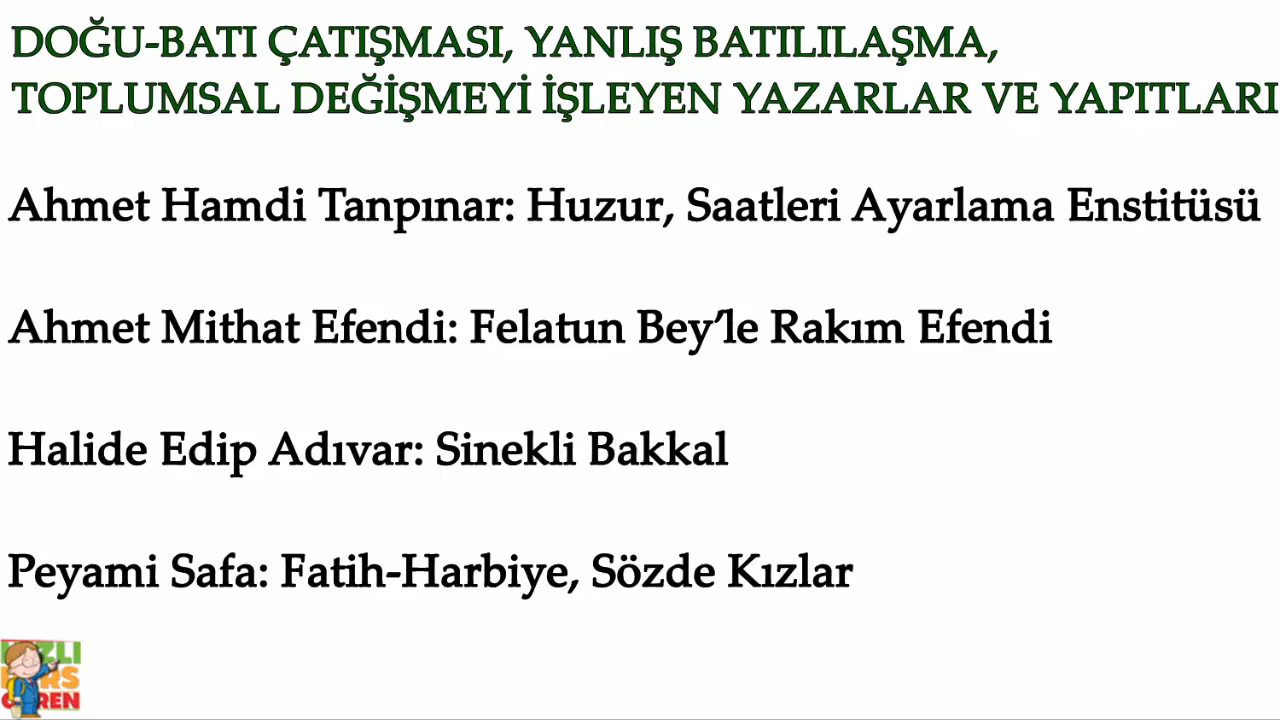 DOĞU-BATI ÇATIŞMASI, YANLIŞ BATILILAŞMA,
TOPLUMSAL DEĞİŞMEYİ İŞLEYEN YAZARLAR VE YAPITLARI
Ahmet Hamdi Tanpınar: Huzur, Saatleri Ayarlama Enstitüsü
Ahmet Mithat Efendi: Felatun Bey’le Rakım Efendi
Halide Edip Adıvar: Sinekli Bakkal
Peyami Safa: Fatih-Harbiye, Sözde Kızlar